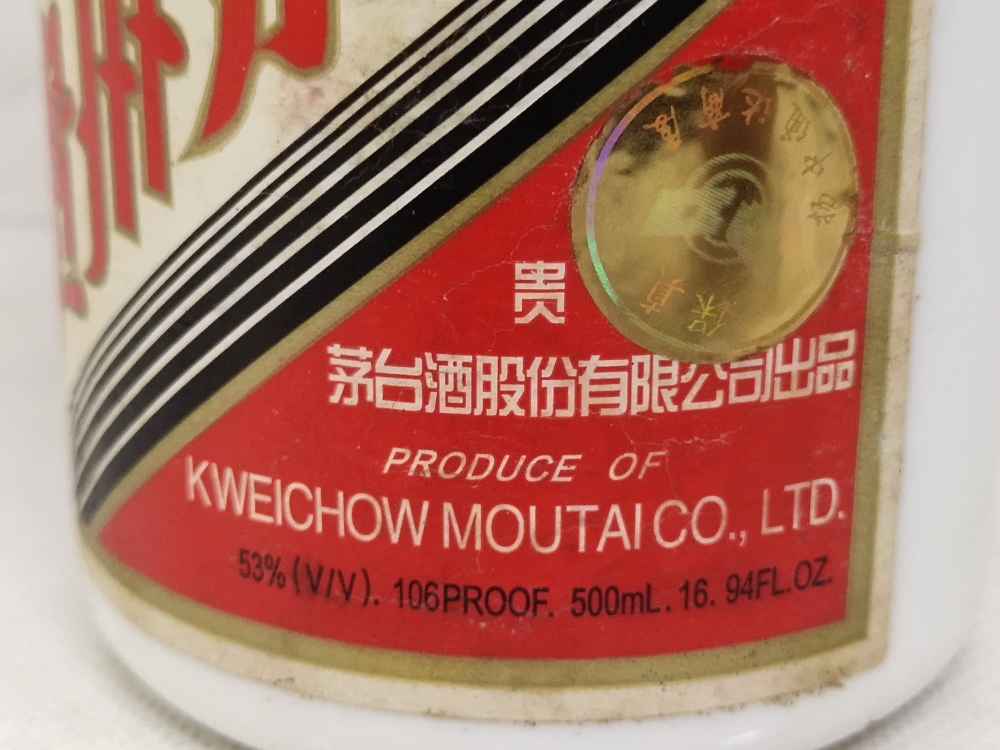 贵
茅台酒股份有限公司出品
PRODUCE OF
KWEICHOW MOUTAI CO., LTD.
53% (V/V). 106PROOF. 500mL. 16. 94FL.OZ.